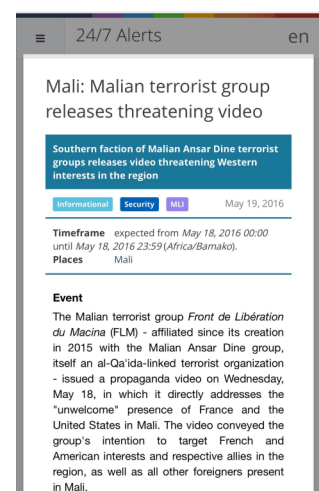 24/7 Alerts
en
Mali: Malian terrorist group
releases threatening video
Southern faction of Malian Ansar Dine terrorist
groups releases video threatening Western
interests in the region
Informational Security MLI May 19, 2016
Timeframe expected from May 18, 2016 00:00
until May 18, 2016 23:59 (Africa/Bamako).
Places Mali
Event
The Malian terrorist group Front de Libération
du Macina (FLM) - affiliated since its creation
in 2015 with the Malian Ansar Dine group,
itself an al-Qa'ida-linked terrorist organization
- issued a propaganda video on Wednesday,
May 18, in which it directly addresses the
"unwelcome" presence of France and the
United States in Mali. The video conveyed the
group's intention to target French and
American interests and respective allies in the
region, as well as all other foreigners present
in Mali.